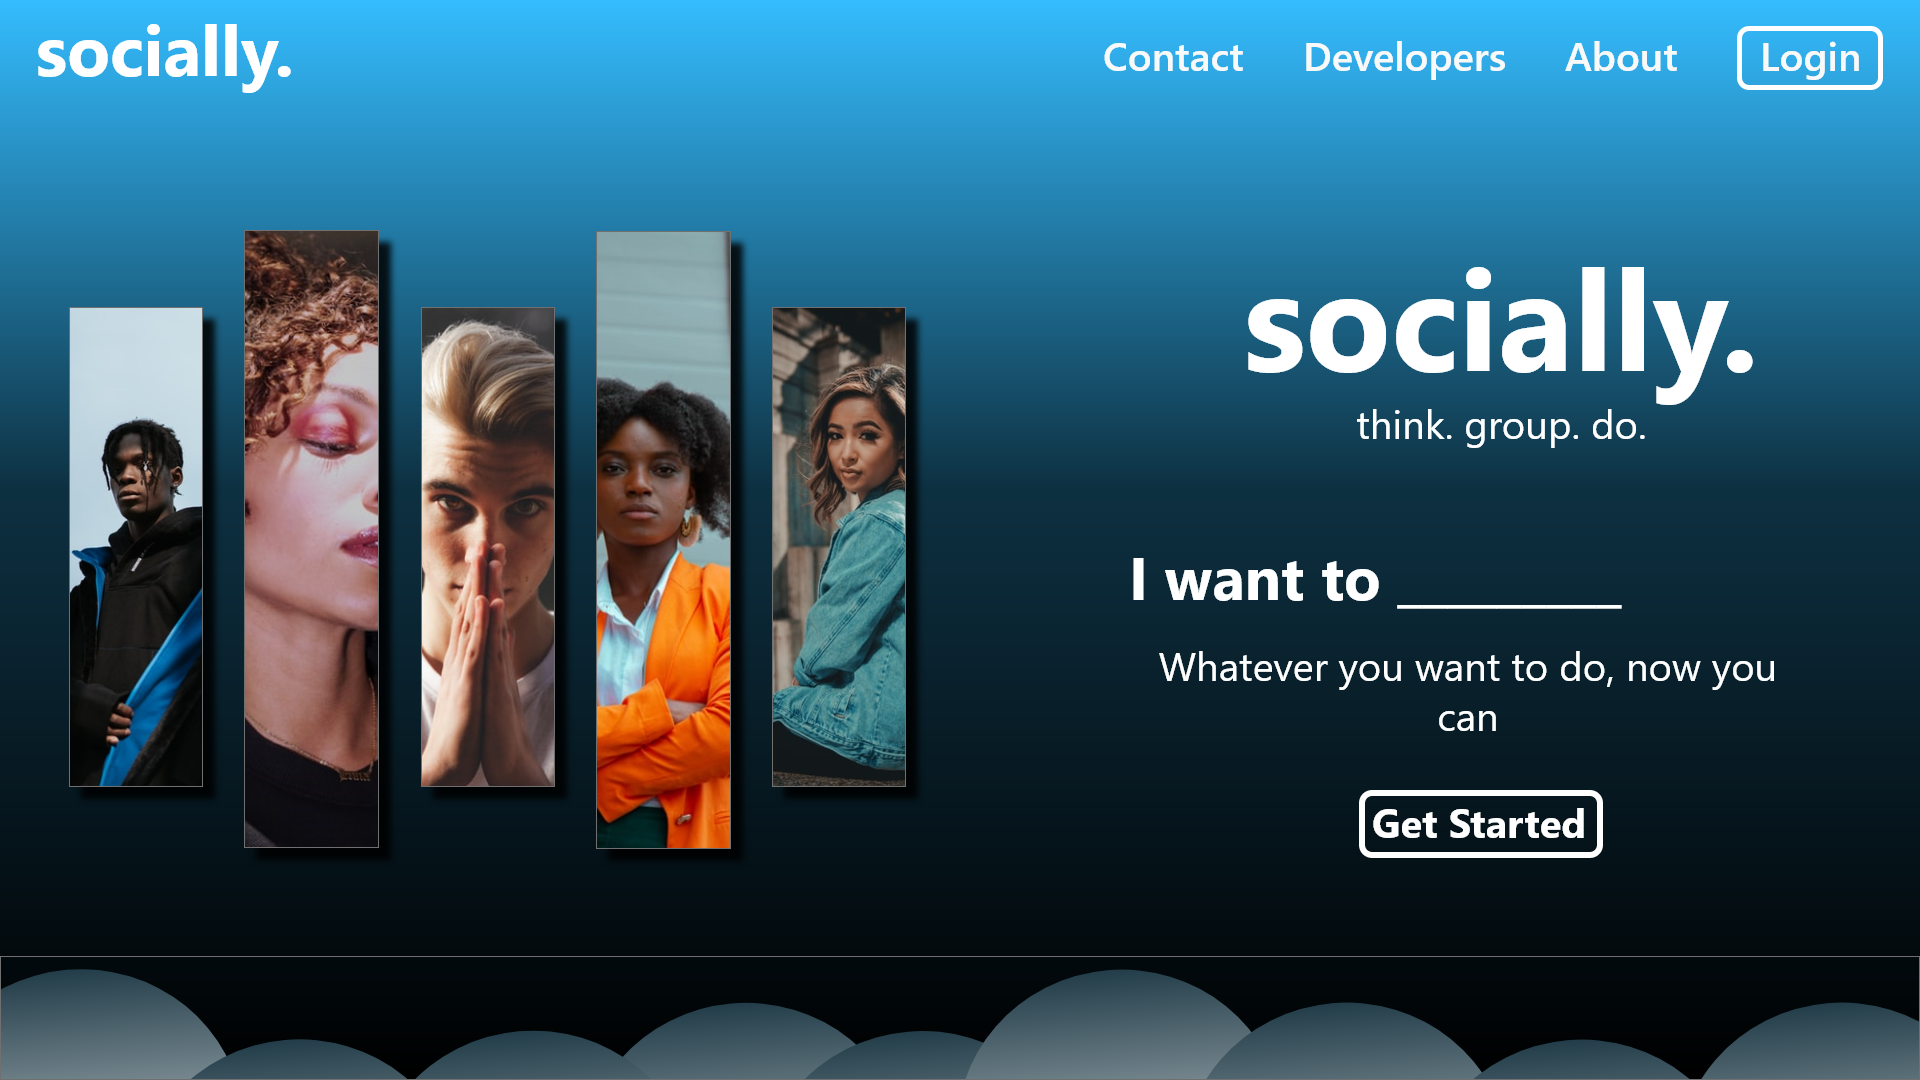 socially.
Contact Developers About Login
socially.
think. group. do.
I want to ________
Whatever you want to do, now you
can
Get Started